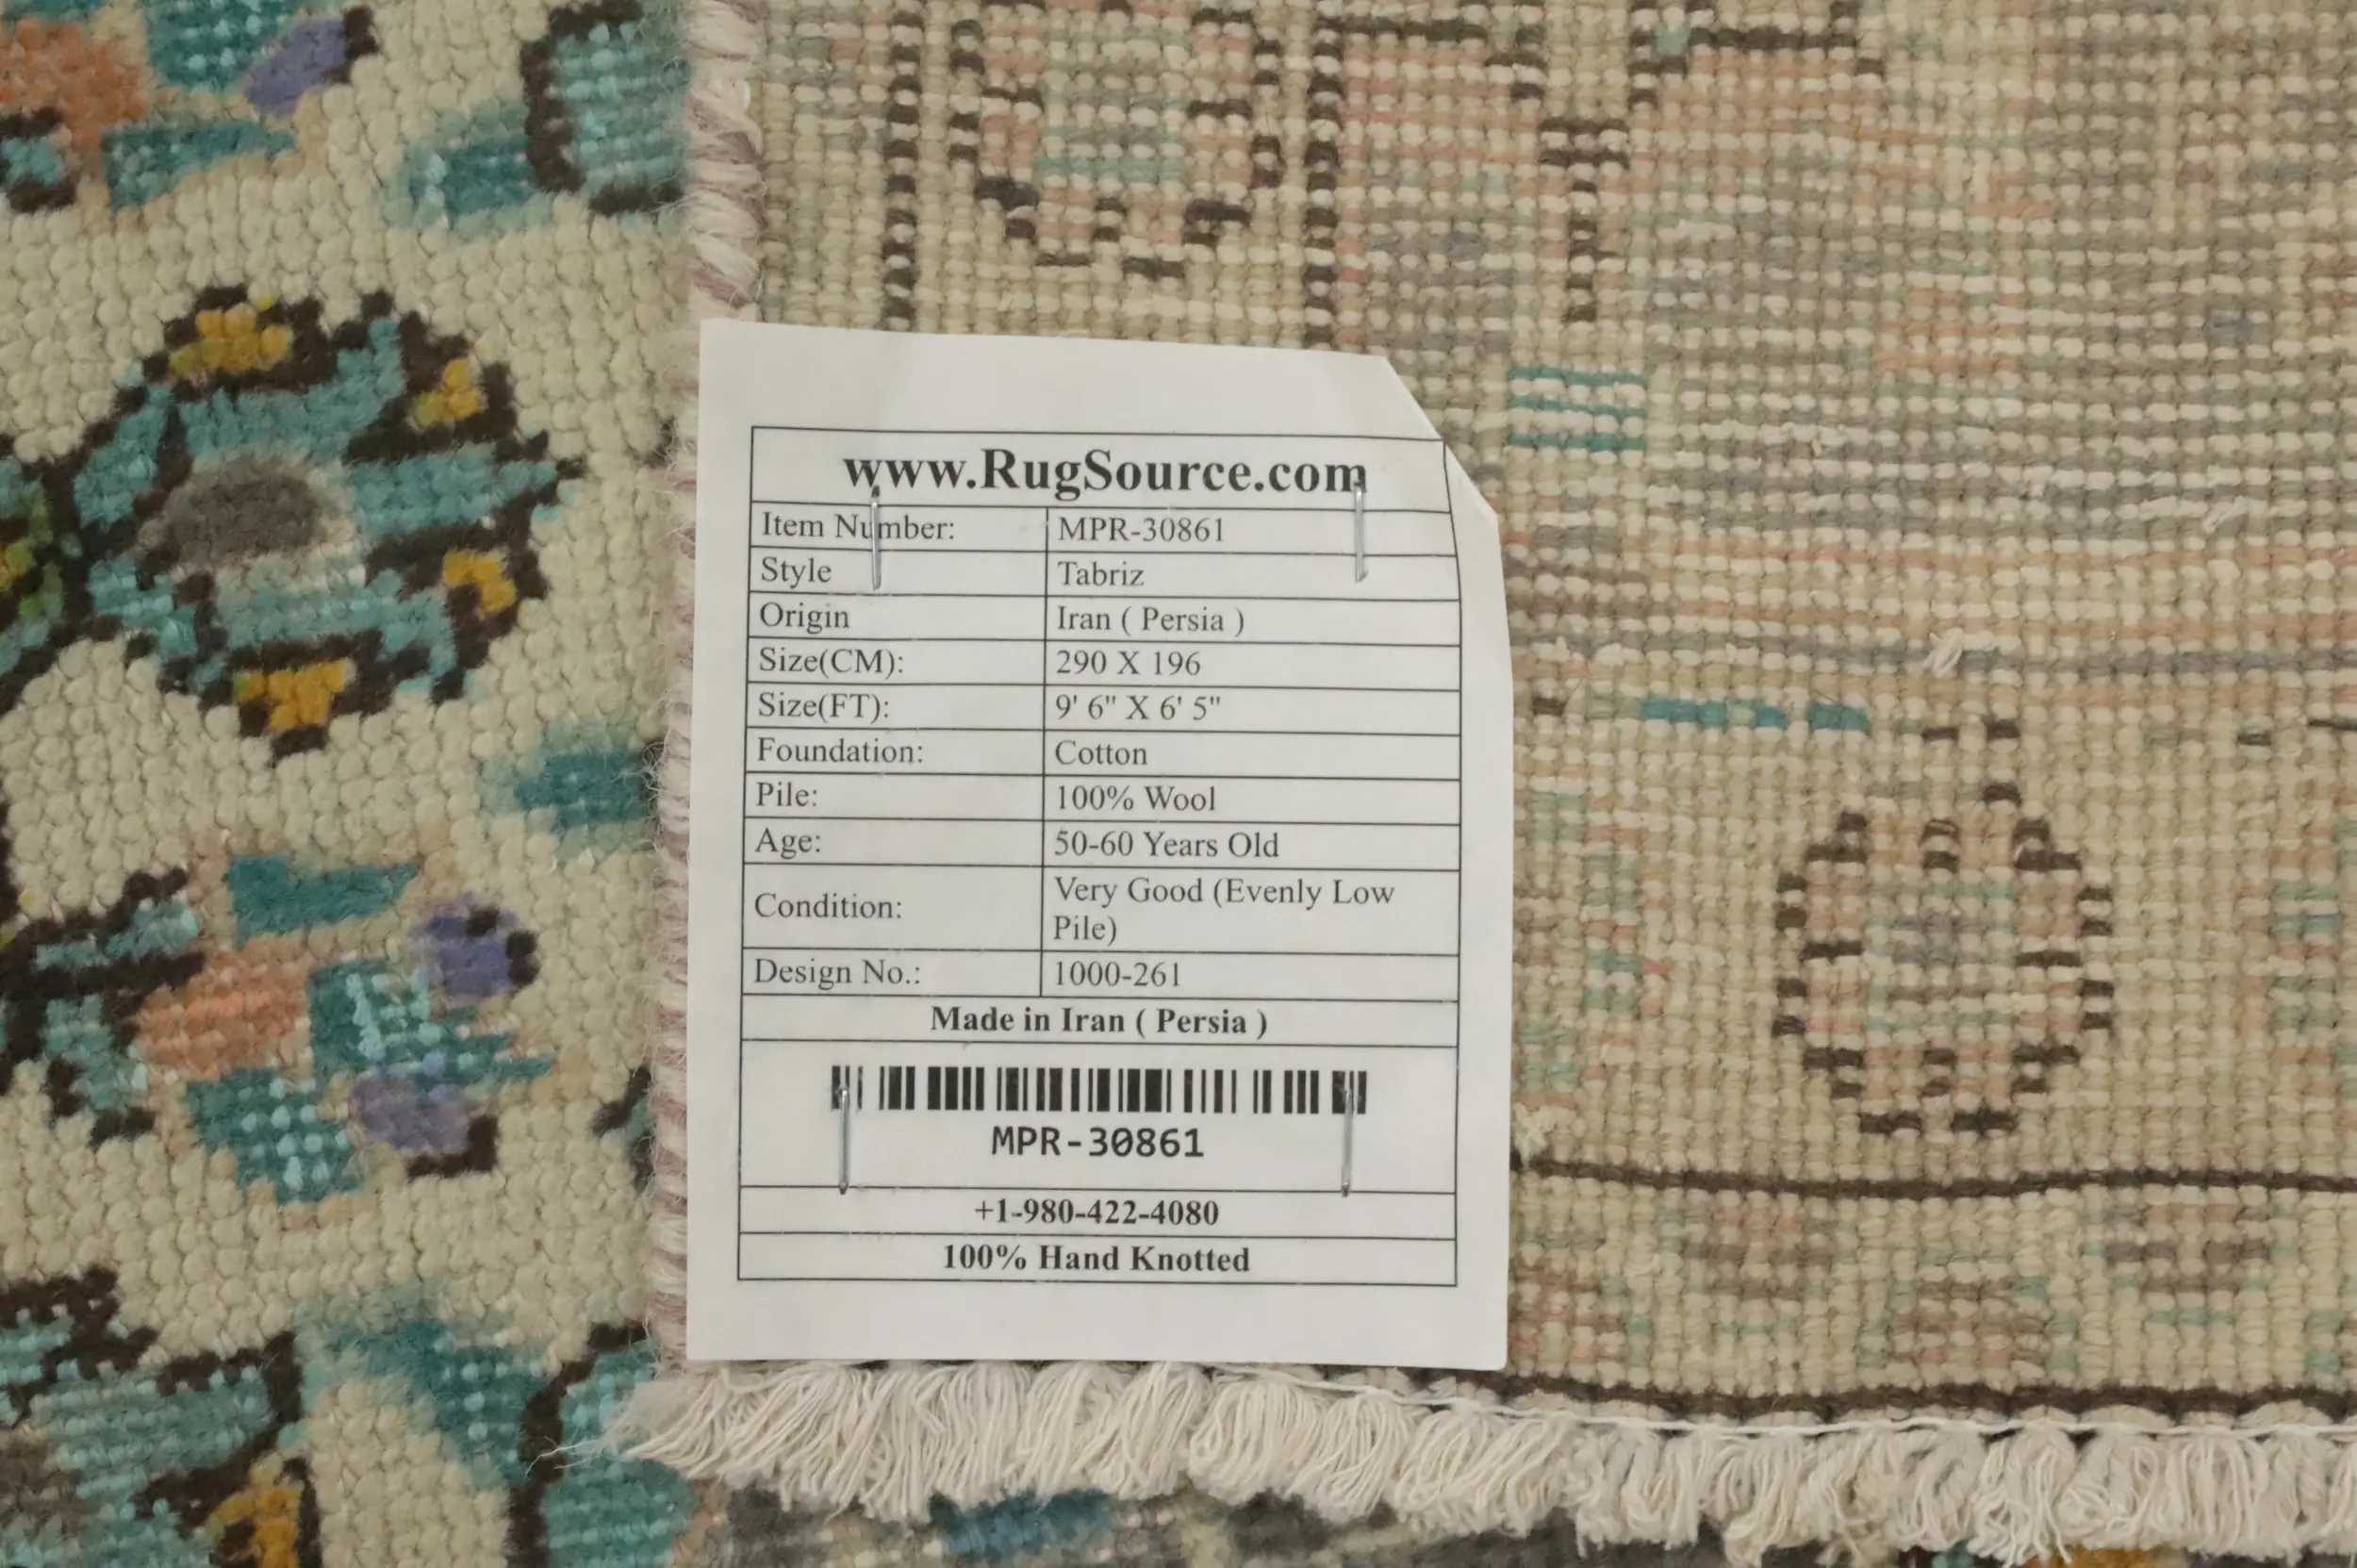 www.RugSource.com
Item Number: MPR-30861
Style Tabriz
Origin Iran ( Persia )
Size(CM): 290 X 196
Size(FT): 9' 6" X 6' 5"
Foundation: Cotton
Pile: 100% Wool
Age: 50-60 Years Old
Condition: Very Good (Evenly Low
Pile)
Design No.: 1000-261
Made in Iran ( Persia )
MPR-30861
+1-980-422-4080
100% Hand Knotted